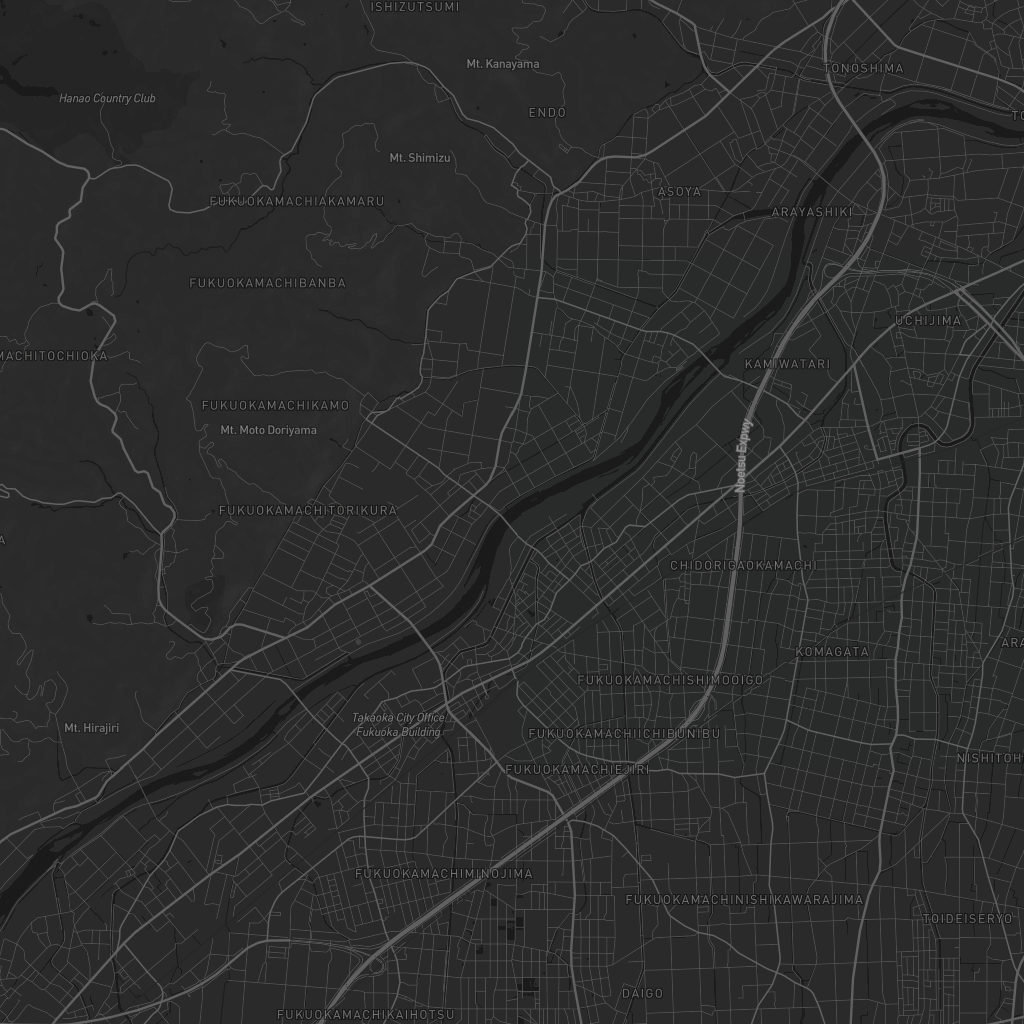 ISHIZUTSUMI
Mt. Kanayama
TONOSHIMA
Hanao Country Club
ENDO
TO
Mt. Shimizu
ASOYA
FUKUOKAMACHIAKAMARU
ARAYASHIKI
FUKUOKAMACHIBANBA
UCHIJIMA
MACHITOCHIOKA
KAMIWATARI
FUKUOKAMACHIKAMO
Mt. Moto Doriyama
Noetsu Expwy
FUKUOKAMACHITORIKURA
A
CHIDORIGAOKAMACHI
ARA
KOMAGATA
FUKUOKAMACHISHIMOOIGO
Takaoka City Office
Fukuoka Building
Mt. Hirajiri
FUKUOKAMACHIICHIBUNIBU
NISHITOH
FUKUOKAMACHIEJIRI
FUKUOKAMACHIMINOJIMA
FUKUOKAMACHINISHIKAWARAJIMA
TOIDEISERYO
DAIGO
FUKUOKAMACHIKAIHOTSU